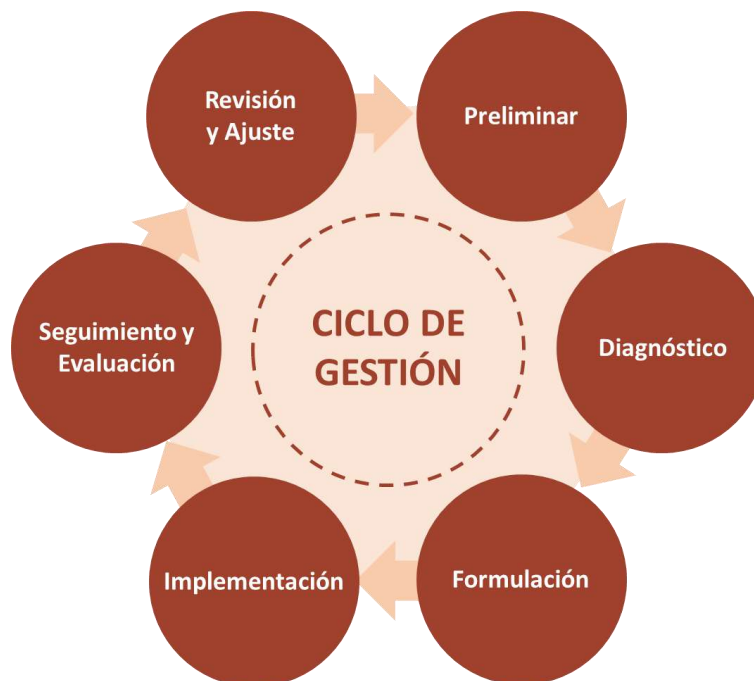 Revisión
y Ajuste
Preliminar
Seguimiento y
Evaluación
CICLO DE
GESTIÓN
Diagnóstico
Implementación
Formulación